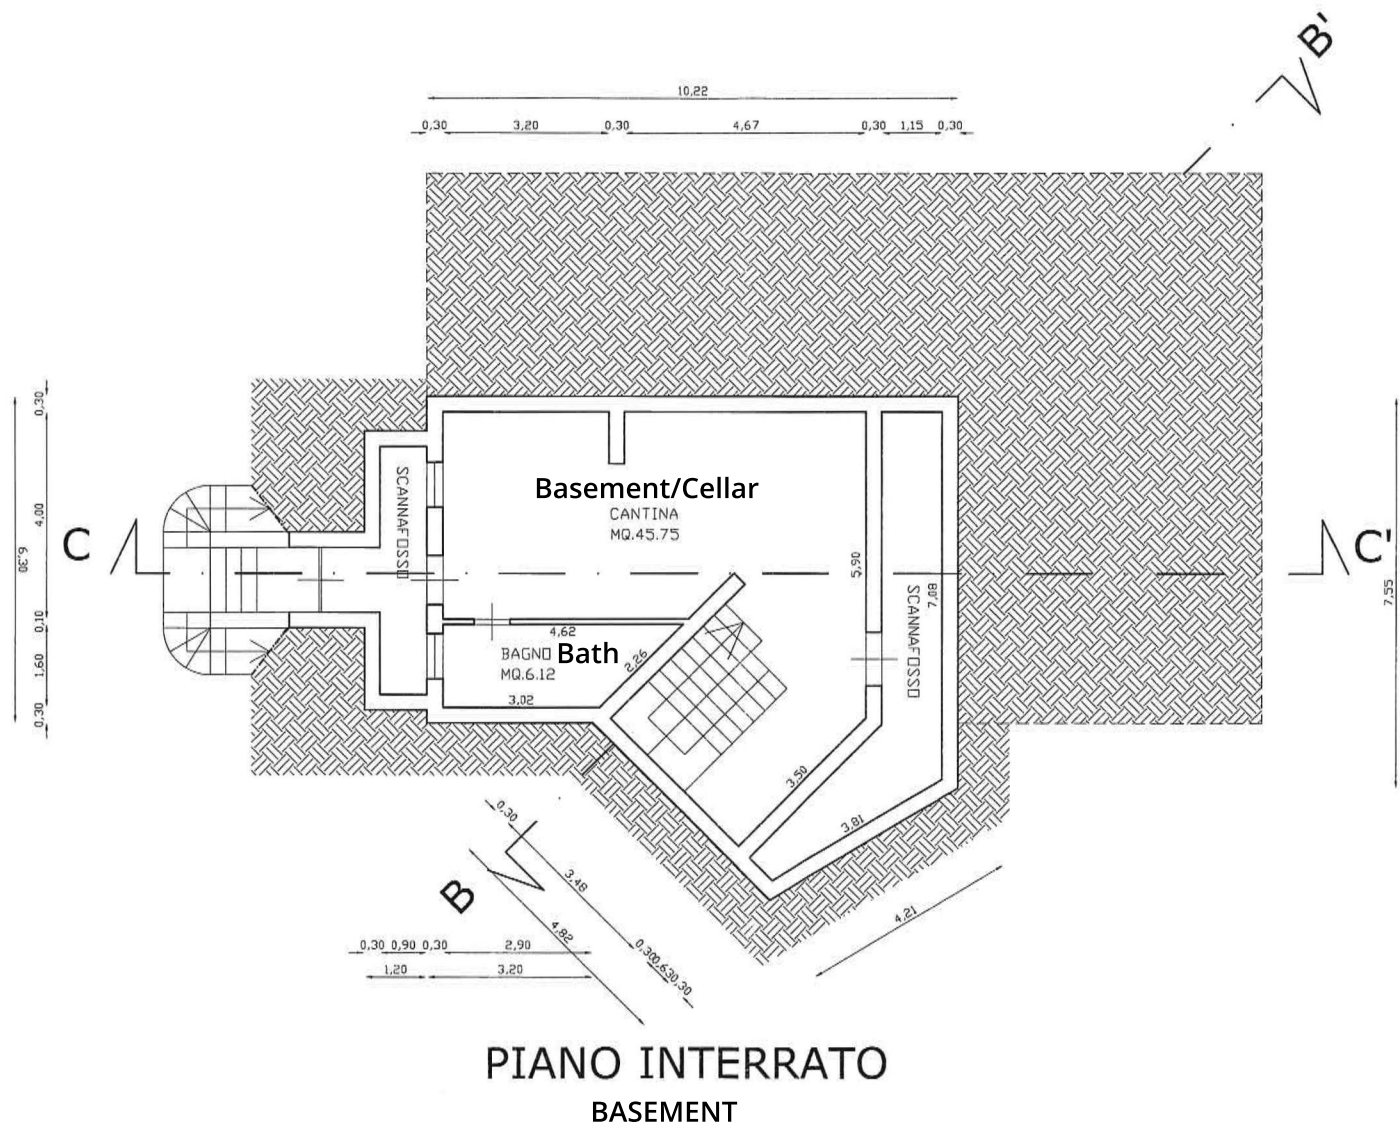 B'
10,22
0,30 3,20 0,30 4,67 0,30 1,15 0,30
0,30
4,00
6,30
0,10
1,60
0,30
C
C'
7,55
SCANNAFOSSO
Basement/Cellar
CANTINA
MQ.45.75
5,90
7,08
SCANNAFOSSO
4,62
BAGNO Bath
MQ.6.12
2,26
3,02
3,50
3,81
0,30
B
3,48
4,82
4,21
0,30 0,90 0,30 2,90
0,30 0,63 0,30
1,20 3,20
PIANO INTERRATO
BASEMENT